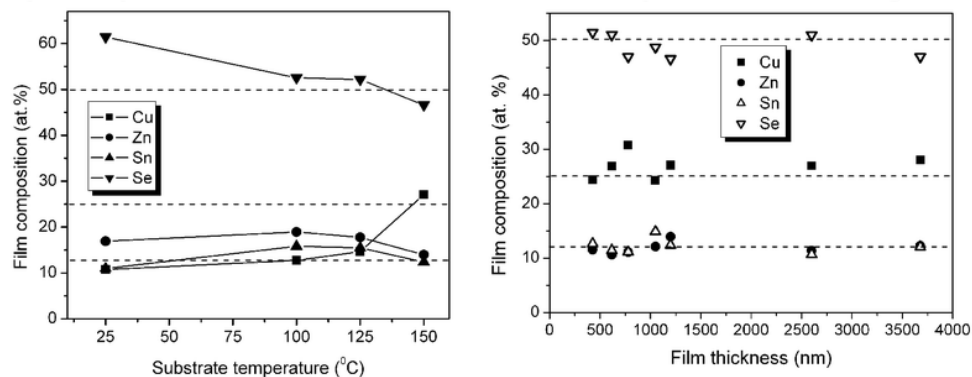 Film composition (at.%)
60
50
40
30
20
10
0
Cu
Zn
Sn
Se
25
50
75
100
125
150
Substrate temperature (⁰C)
Film composition (at. %)
50
40
30
20
10
0
Cu
Zn
Sn
Se
0
500
1000
1500
2000
2500
3000
3500
4000
Film thickness (nm)